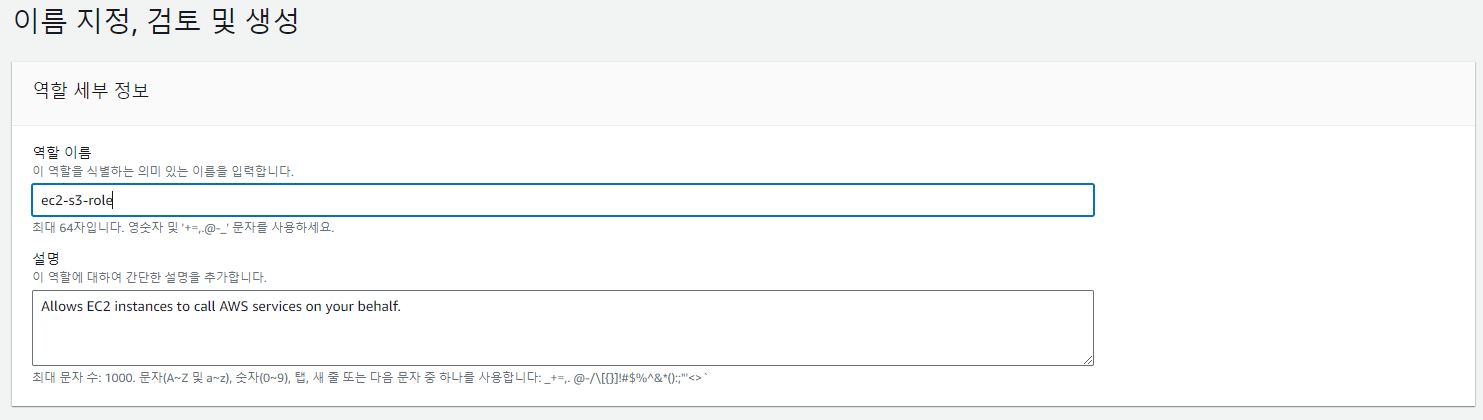 이름 지정, 검토 및 생성
역할 세부 정보
역할 이름
이 역할을 식별하는 의미 있는 이름을 입력합니다.
ec2-s3-role
최대 64자입니다. 영숫자 및 '+=,.@-_' 문자를 사용하세요.
설명
이 역할에 대하여 간단한 설명을 추가합니다.
Allows EC2 instances to call AWS services on your behalf.
최대 문자 수: 1000. 문자(A~Z 및 a~z), 숫자(0~9), 탭, 새 줄 또는 다음 문자 중 하나를 사용합니다: _+=,. @-/\[{}]!#$%^&*();:"'<>`